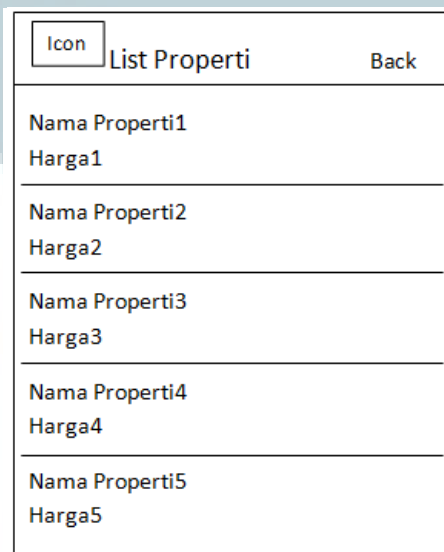 Icon
List Properti
Back
Nama Properti1
Harga1
Nama Properti2
Harga2
Nama Properti3
Harga3
Nama Properti4
Harga4
Nama Properti5
Harga5